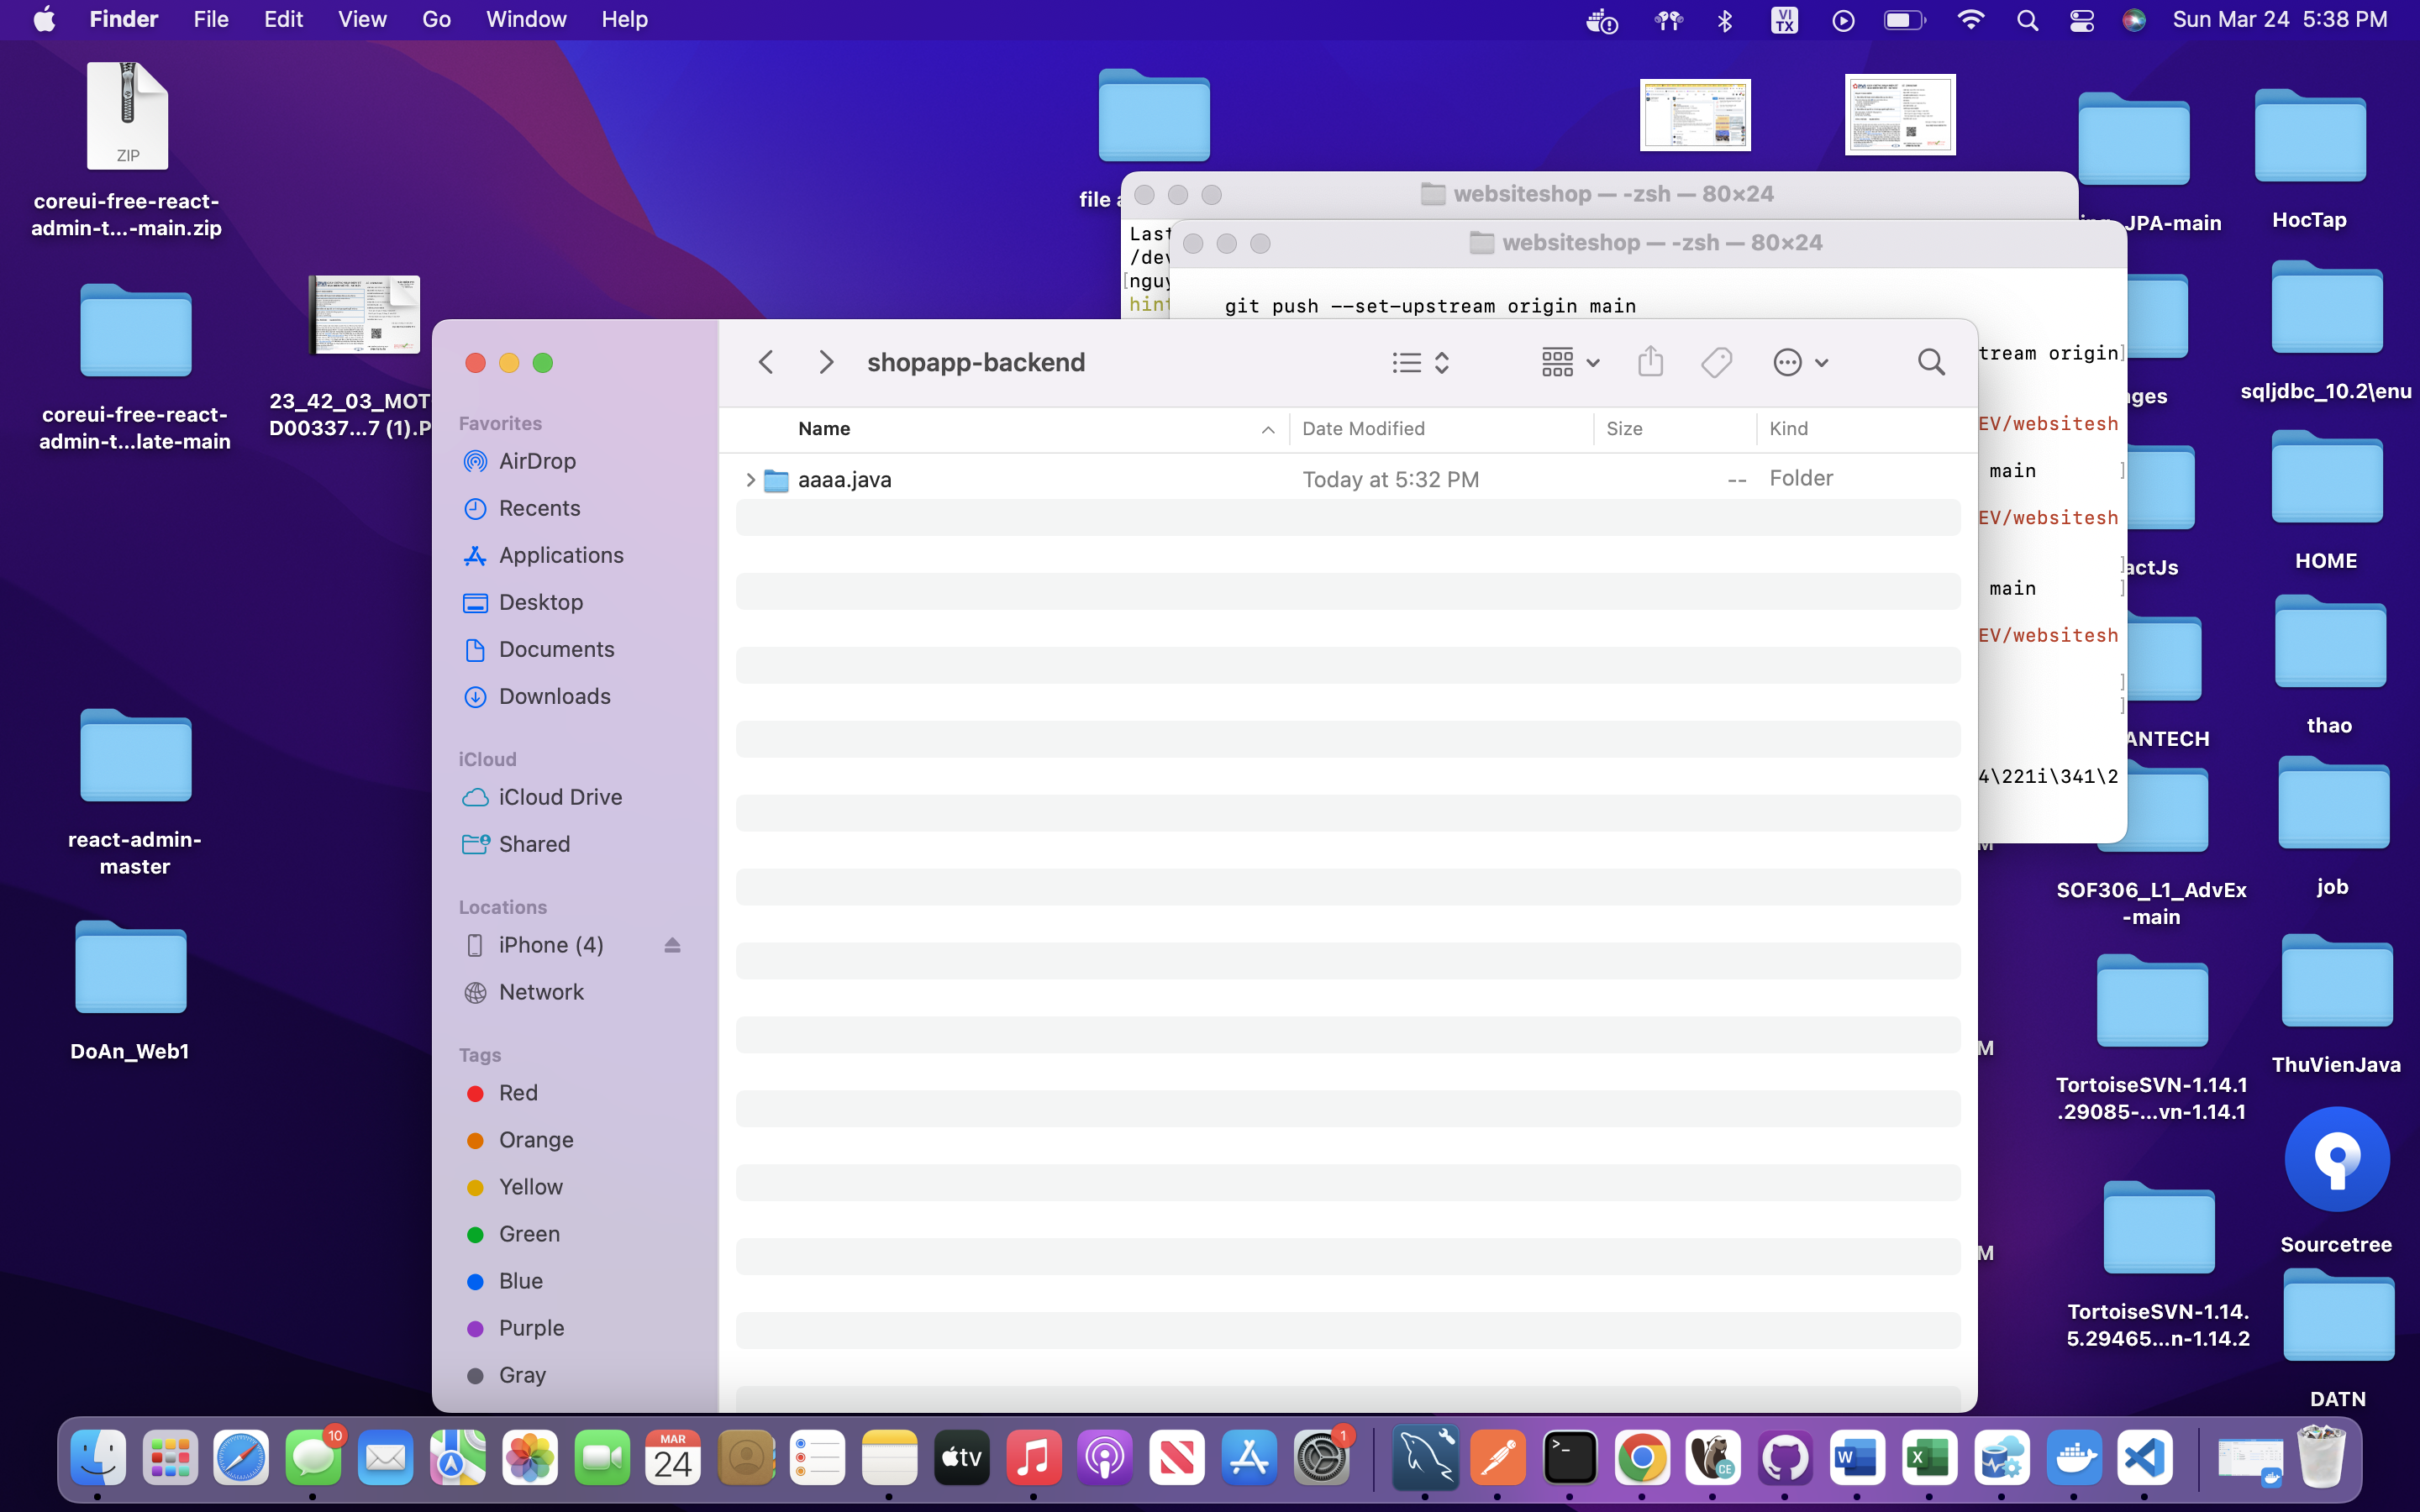 Finder File Edit View Go Window Help
VI
TX
Sun Mar 24 5:38 PM
ZIP
coreui-free-react-
admin-t...-main.zip
coreui-free-react-
admin-t...late-main
23_42_03_MOT
D00337...7 (1).P
react-admin-
master
DoAn_Web1
file
websiteshop — -zsh — 80×24
Last
/dev
[nguy
hint
websiteshop — -zsh — 80×24
git push --set-upstream origin main
tream origin]
EV/websitesh
main ]
EV/websitesh
]
main ]
EV/websitesh
]
]
4\221i\341\2
shopapp-backend
Favorites
AirDrop
Recents
Applications
Desktop
Documents
Downloads
iCloud
iCloud Drive
Shared
Locations
iPhone (4)
Network
Tags
Red
Orange
Yellow
Green
Blue
Purple
Gray
Name Date Modified Size Kind
aaaa.java Today at 5:32 PM -- Folder
JPA-main
HocTap
ges
sqljdbc_10.2\enu
actJs
HOME
ANTECH
thao
M
SOF306_L1_AdvEx
-main
job
M
TortoiseSVN-1.14.1
.29085-...vn-1.14.1
ThuVienJava
M
Sourcetree
TortoiseSVN-1.14.
5.29465...n-1.14.2
DATN
10
MAR
24
tv
1
>_
CE
W
X